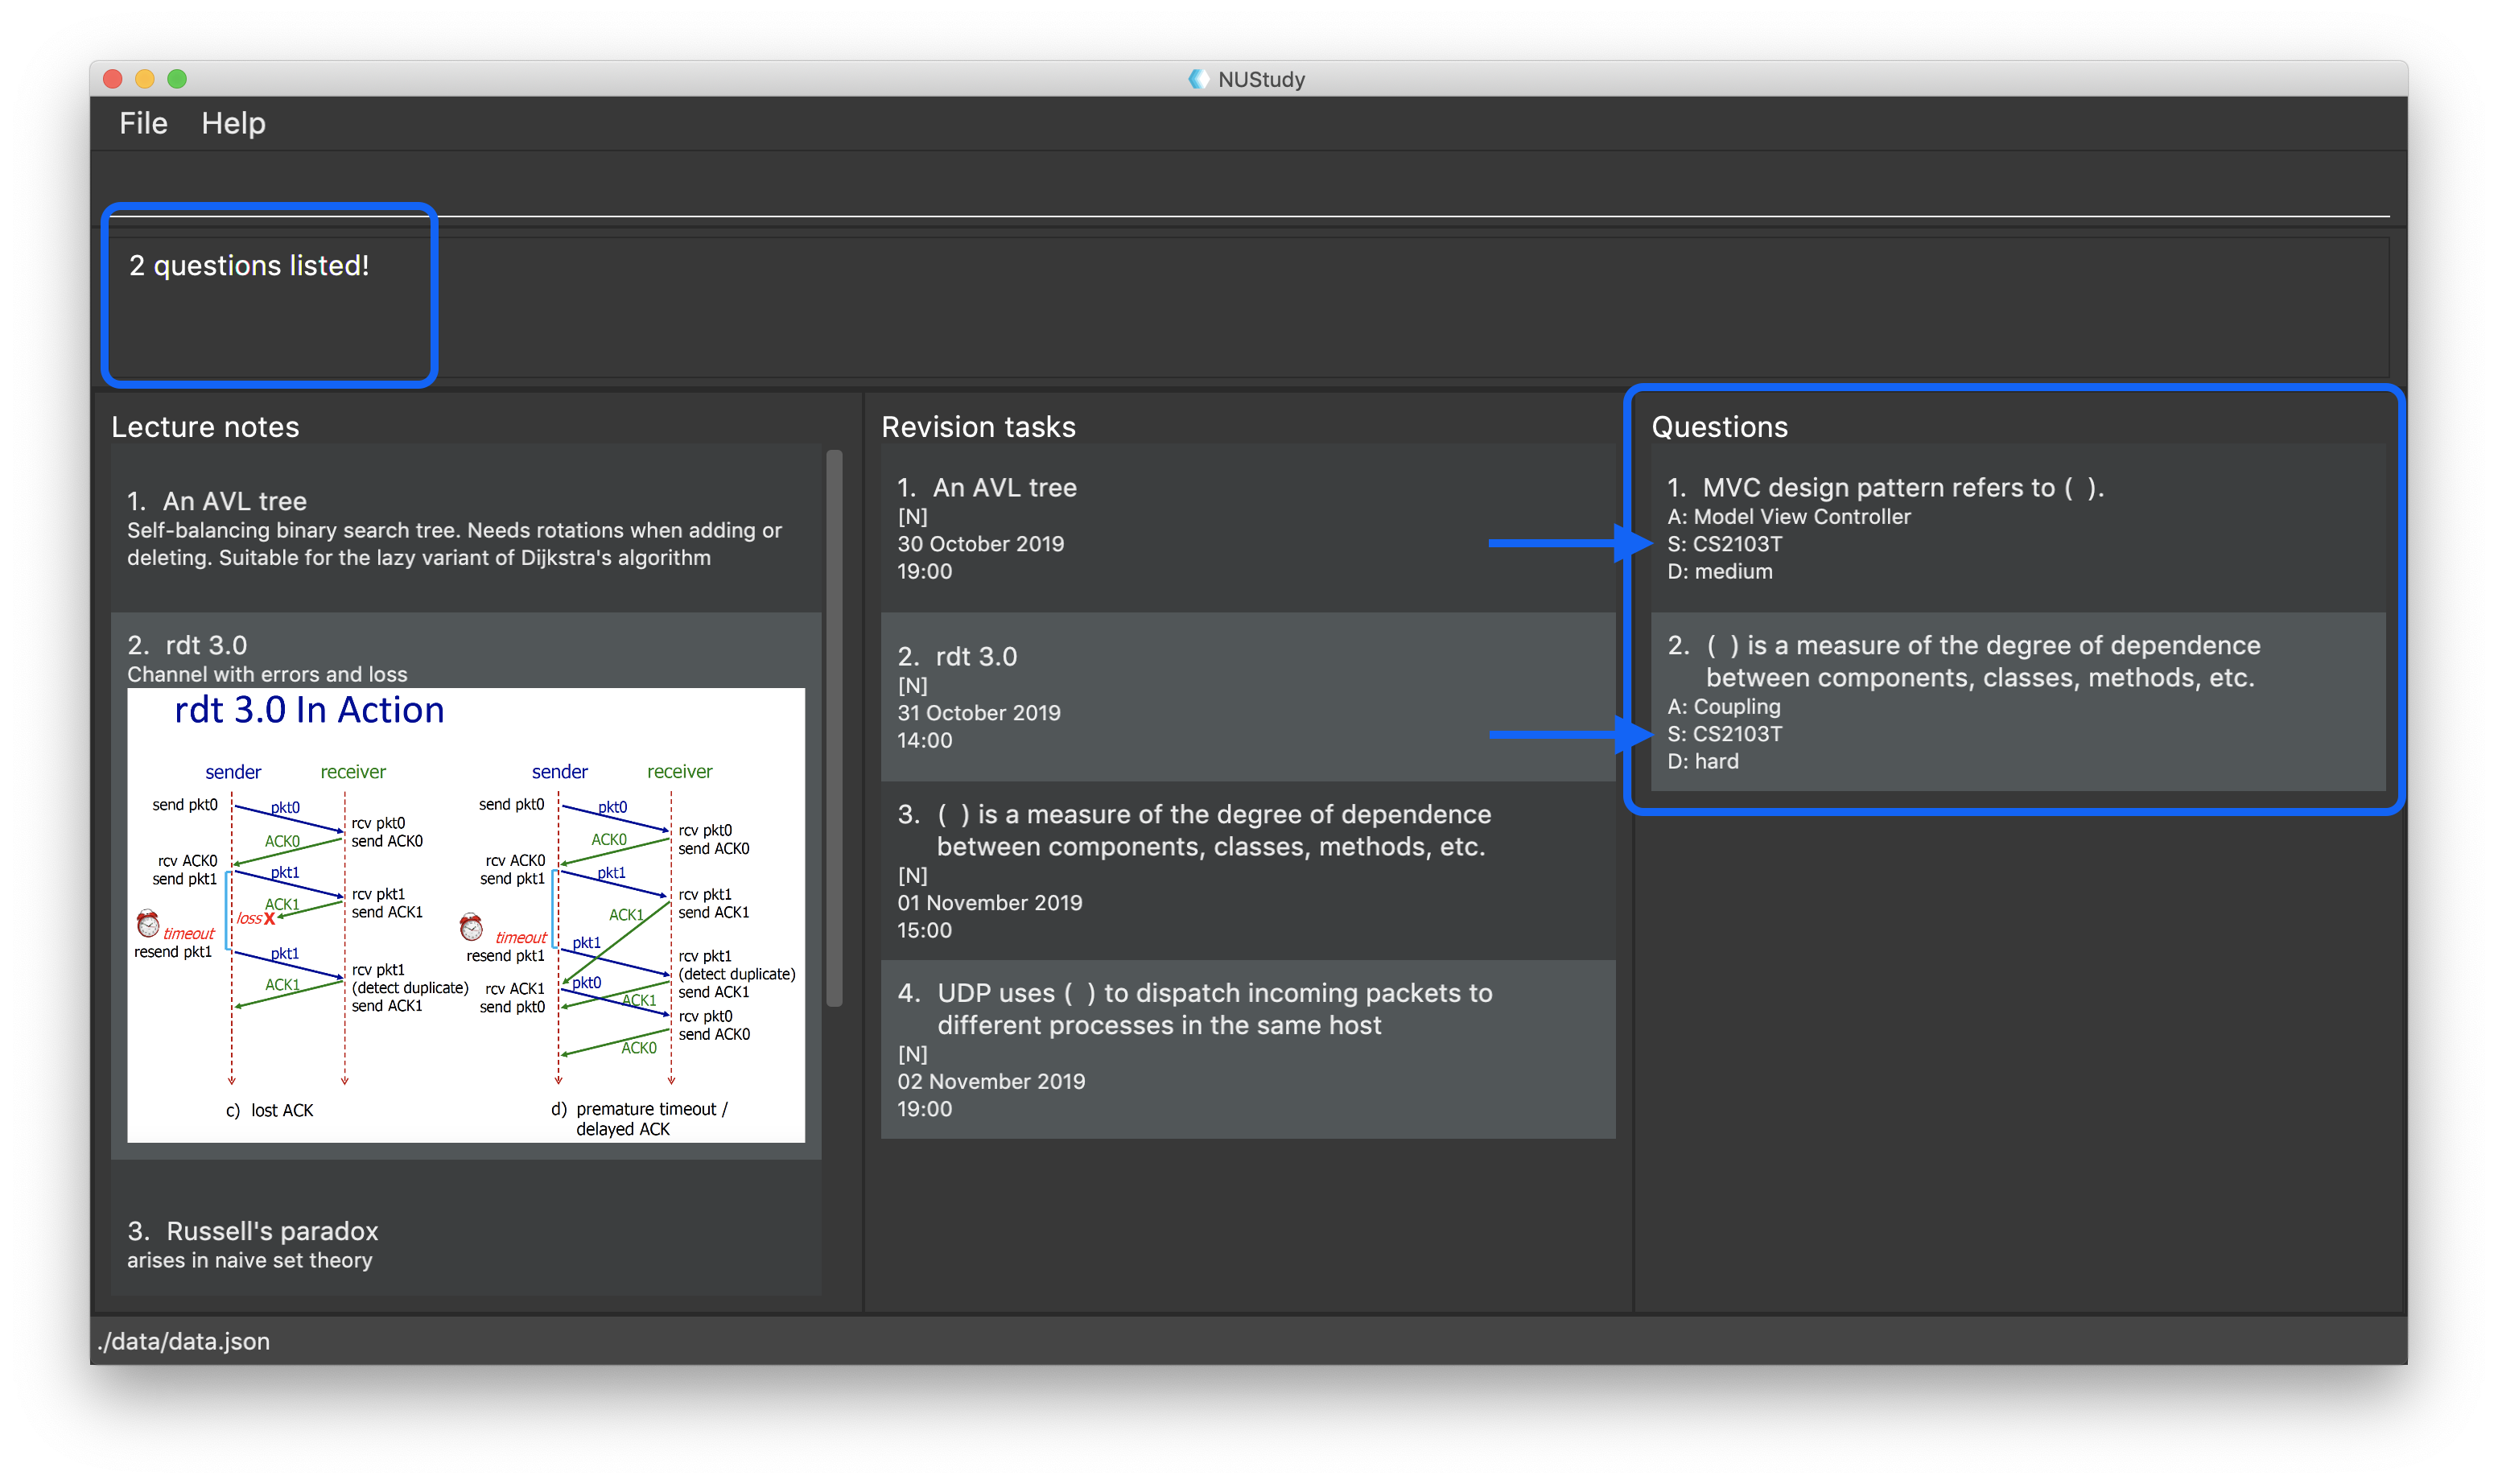 NUStudy
File Help
2 questions listed!
Lecture notes
1. An AVL tree
Self-balancing binary search tree. Needs rotations when adding or
deleting. Suitable for the lazy variant of Dijkstra's algorithm
2. rdt 3.0
Channel with errors and loss
rdt 3.0 In Action
sender receiver
send pkt0
pkt0
rcv pkt0
send ACK0
ACK0
rcv ACK0
send pkt1
pkt1
rcv pkt1
send ACK1
ACK1
loss X
timeout
resend pkt1
pkt1
rcv pkt1
(detect duplicate)
send ACK1
ACK1
c) lost ACK
sender receiver
send pkt0
pkt0
rcv pkt0
send ACK0
ACK0
rcv ACK0
send pkt1
pkt1
rcv pkt1
send ACK1
ACK1
timeout
resend pkt1
pkt1
rcv pkt1
(detect duplicate)
send ACK1
rcv ACK1
send pkt0
pkt0
ACK1
rcv pkt0
send ACK0
ACK0
d) premature timeout /
delayed ACK
3. Russell's paradox
arises in naive set theory
Revision tasks
1. An AVL tree
[N]
30 October 2019
19:00
2. rdt 3.0
[N]
31 October 2019
14:00
3. ( ) is a measure of the degree of dependence
between components, classes, methods, etc.
[N]
01 November 2019
15:00
4. UDP uses ( ) to dispatch incoming packets to
different processes in the same host
[N]
02 November 2019
19:00
Questions
1. MVC design pattern refers to ( ).
A: Model View Controller
S: CS2103T
D: medium
2. ( ) is a measure of the degree of dependence
between components, classes, methods, etc.
A: Coupling
S: CS2103T
D: hard
./data/data.json